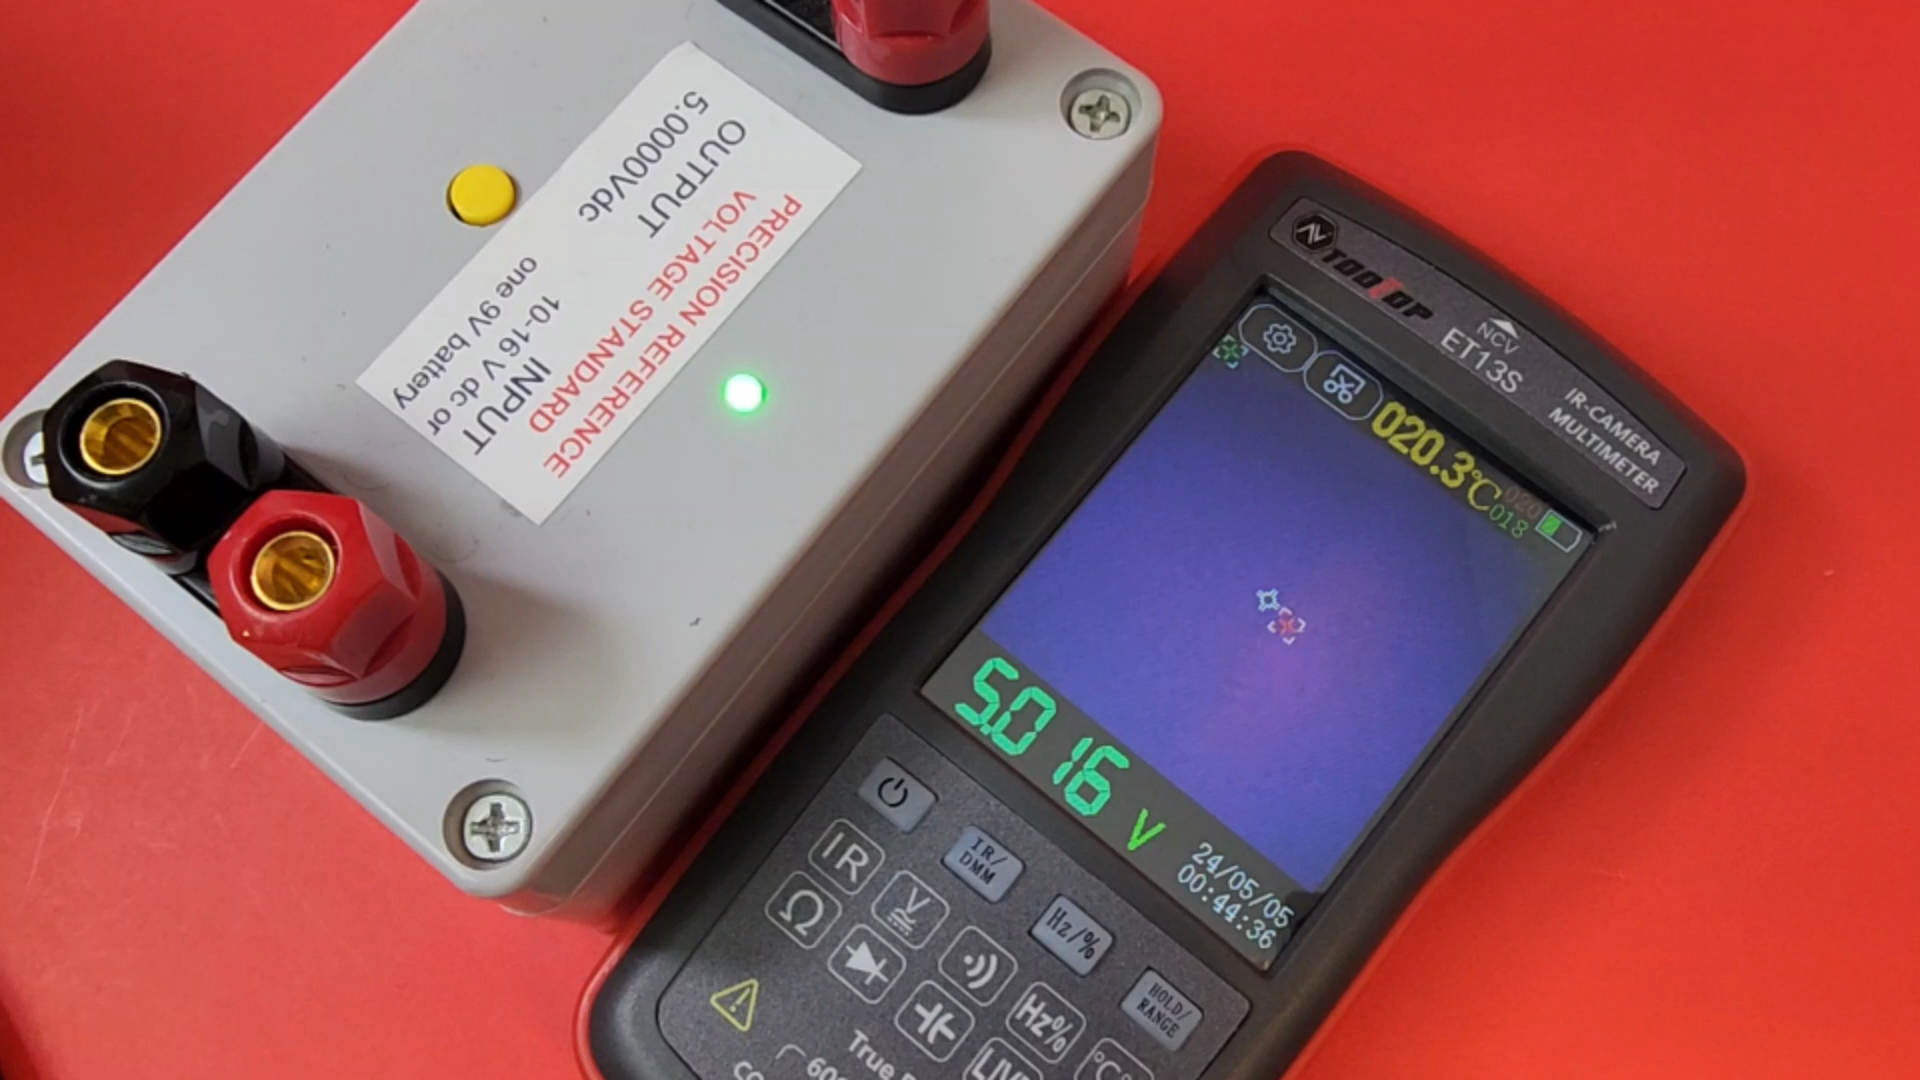 OUTPUT
5.0000Vdc
PRECISION REFERENCE
VOLTAGE STANDARD
INPUT
10-16 V dc or
one 9V battery
TOOTOP
NCV
ET13S
IR-CAMERA
MULTIMETER
020.3°C
020
018
5.016 V
24/05/05
00:44:36
IR/
DMM
Hz/%
HOLD/
RANGE
IR
V
Ω
Hz%
True